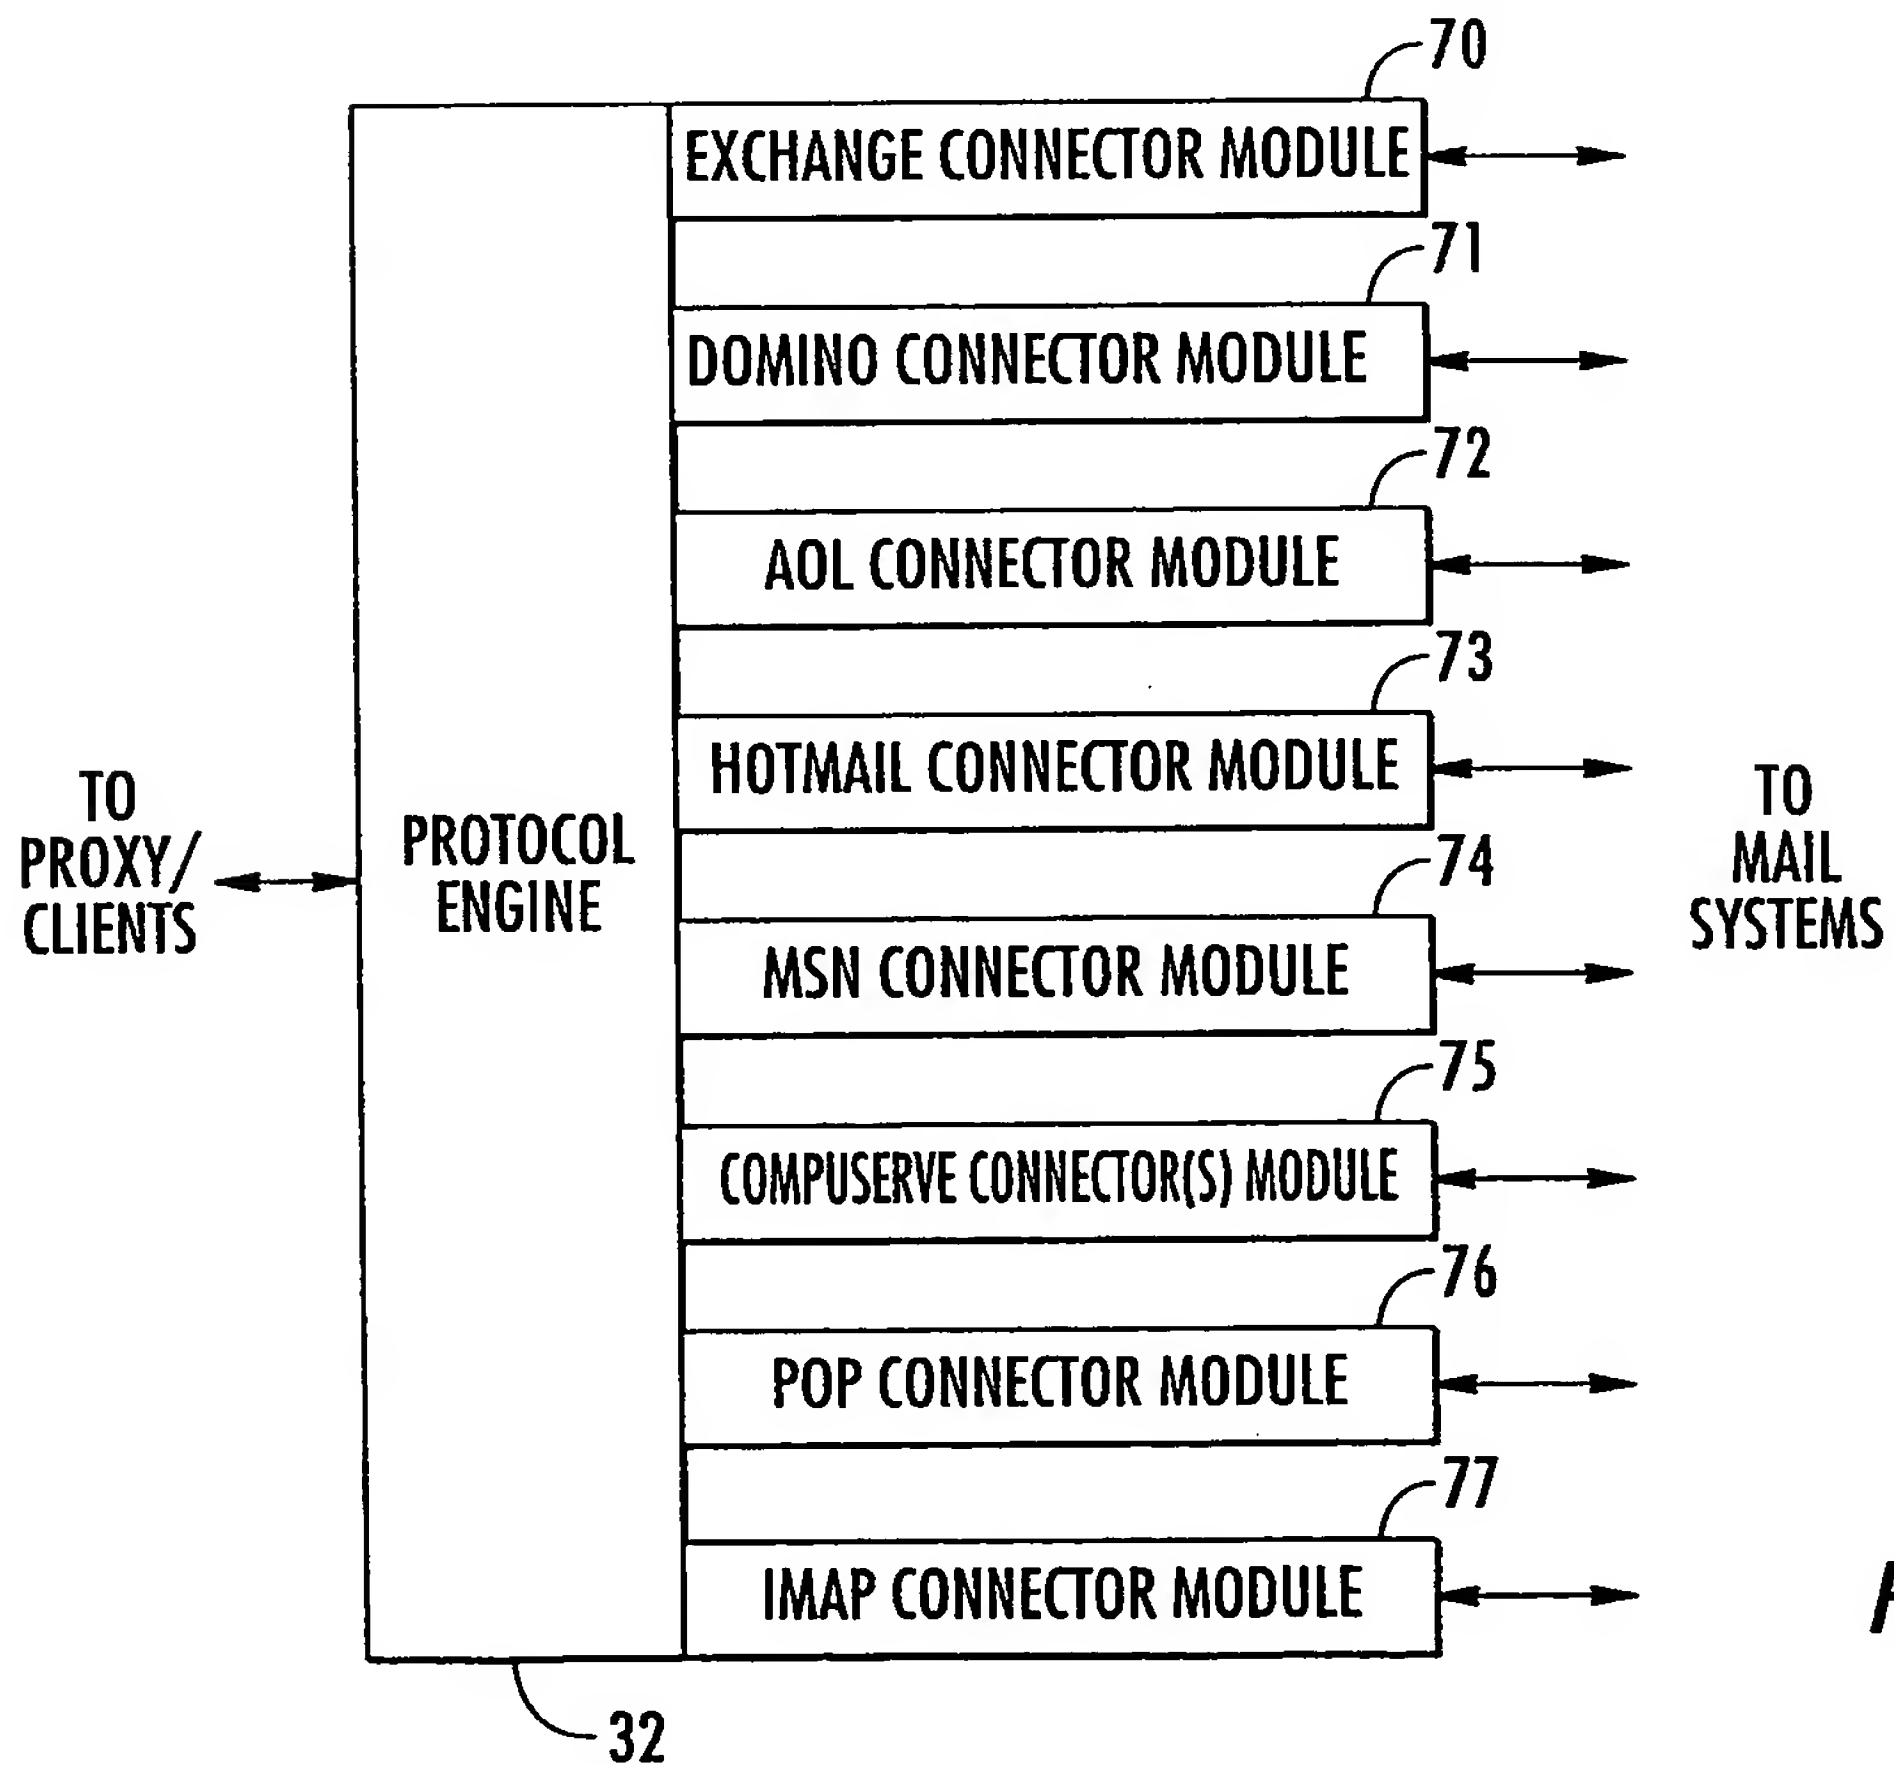 70
EXCHANGE CONNECTOR MODULE
71
DOMINO CONNECTOR MODULE
72
AOL CONNECTOR MODULE
73
HOTMAIL CONNECTOR MODULE
TO
PROXY/
CLIENTS
PROTOCOL
ENGINE
TO
MAIL
SYSTEMS
74
MSN CONNECTOR MODULE
75
COMPUSERVE CONNECTOR(S) MODULE
76
POP CONNECTOR MODULE
77
IMAP CONNECTOR MODULE
32